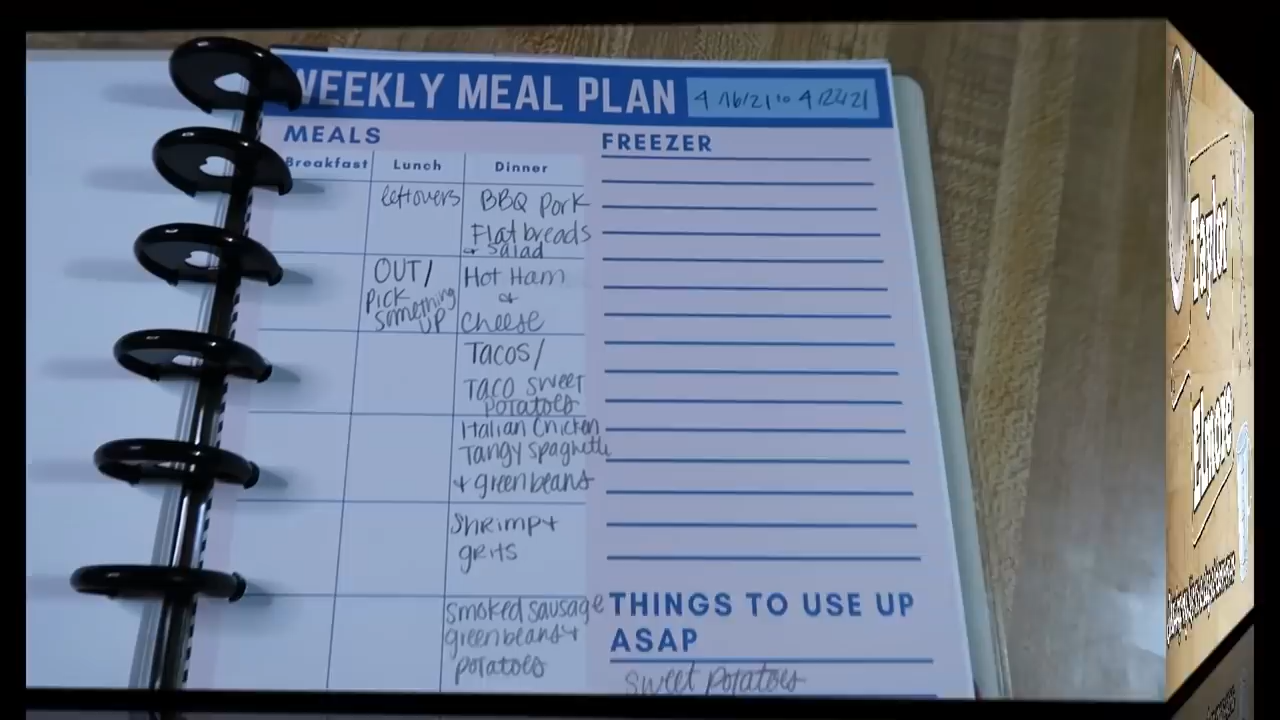 WEEKLY MEAL PLAN
4/16/21 to 4/22/21
MEALS
Breakfast Lunch Dinner
leftovers
BBQ Pork
Flatbreads
& Salad
OUT/
PICK
something
UP
Hot Ham
&
Cheese
Tacos/
Taco sweet
potatoes
Italian Chicken
Tangy spaghetti
+ green beans
Shrimp +
grits
Smoked sausage
green beans +
potatoes
FREEZER
THINGS TO USE UP
ASAP
sweet potatoes
Taylor
Elmore